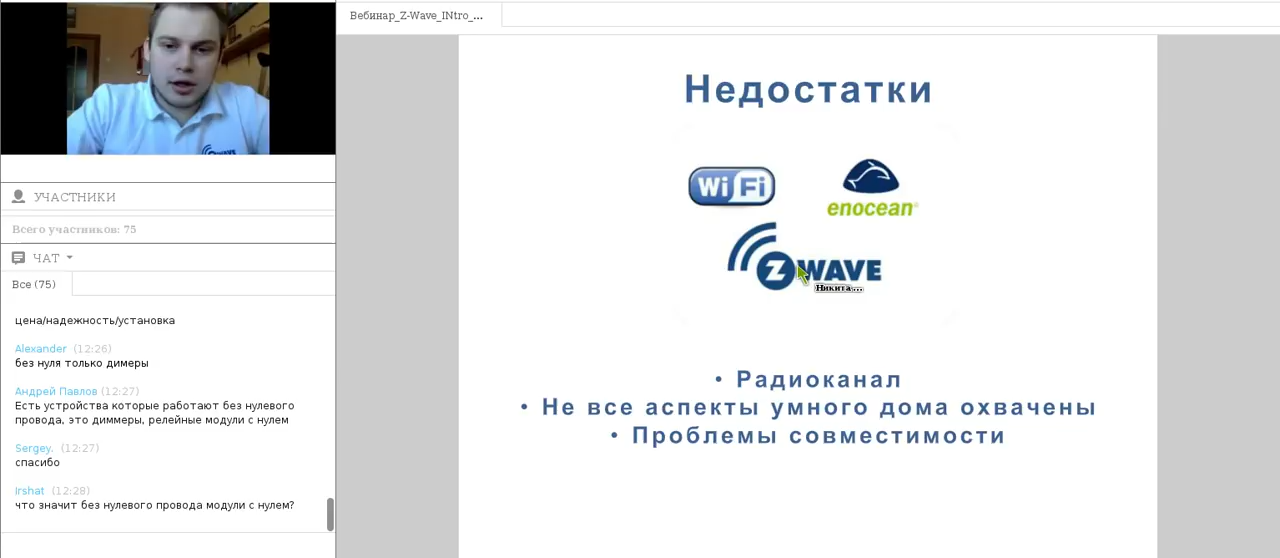 Вебинар_Z-Wave_INtro_...
Z WAVE
УЧАСТНИКИ
Всего участников: 75
ЧАТ
Все (75)
цена/надежность/установка
Alexander (12:26)
без нуля только димеры
Андрей Павлов (12:27)
Есть устройства которые работают без нулевого
провода, это диммеры, релейные модули с нулем
Sergey. (12:27)
спасибо
Irshat (12:28)
что значит без нулевого провода модули с нулем?
Недостатки
Wi Fi
enocean®
Z WAVE
Никита...
• Радиоканал
• Не все аспекты умного дома охвачены
• Проблемы совместимости